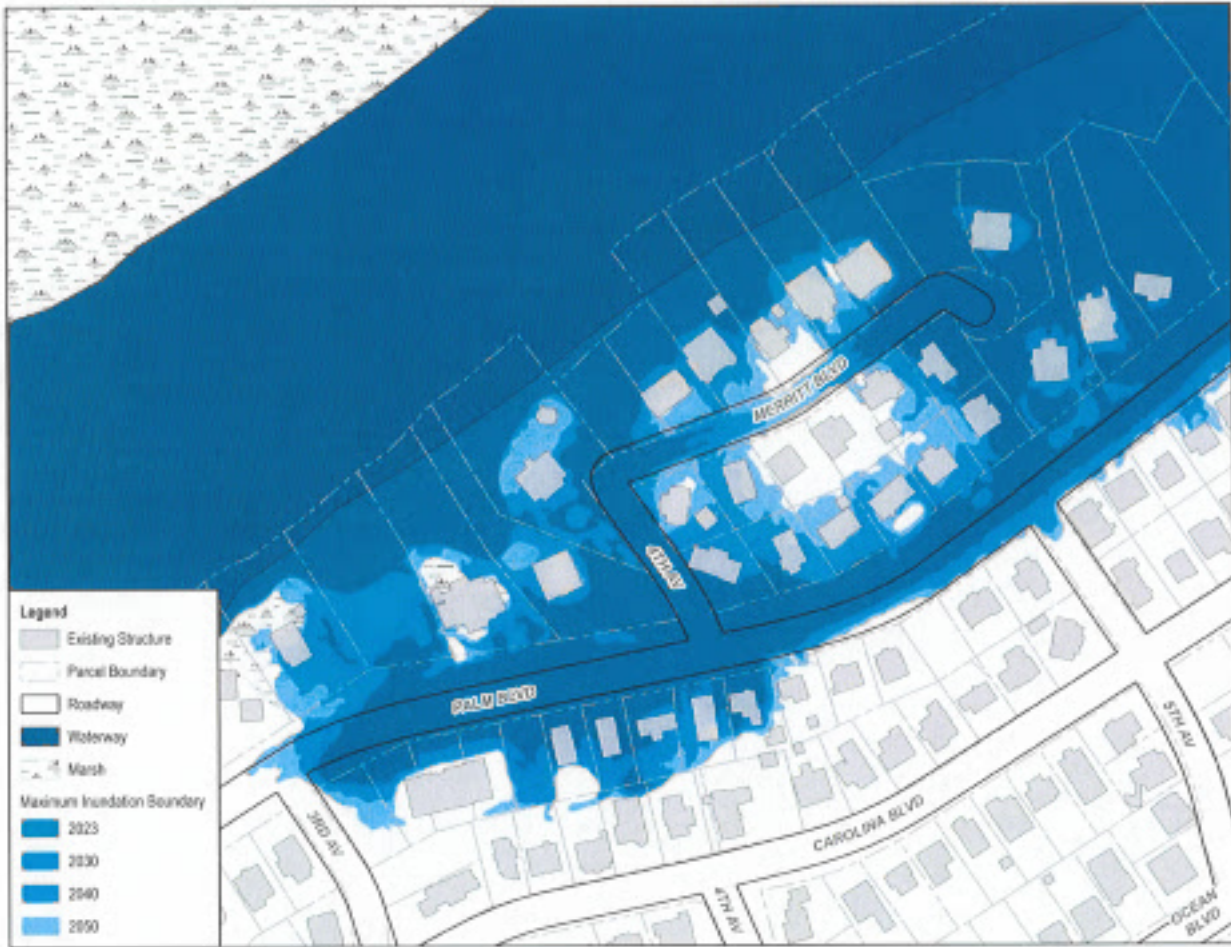 MERRITT BLVD
4TH AV
PALM BLVD
3RD AV
CAROLINA BLVD
4TH AV
5TH AV
OCEAN
BLVD
Legend
Existing Structure
Parcel Boundary
Roadway
Waterway
Marsh
Maximum Inundation Boundary
2023
2030
2040
2050